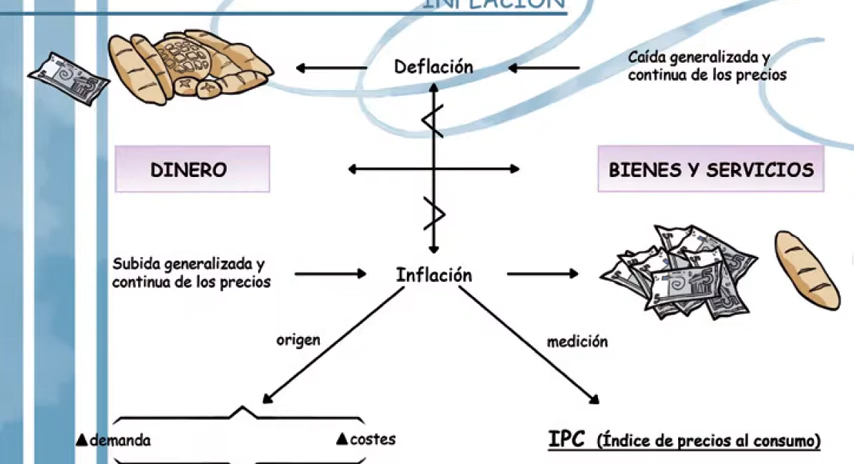 INFLACIÓN
Deflación
Caída generalizada y
continua de los precios
DINERO
BIENES Y SERVICIOS
Subida generalizada y
continua de los precios
Inflación
origen
medición
▲demanda
▲costes
IPC (Índice de precios al consumo)